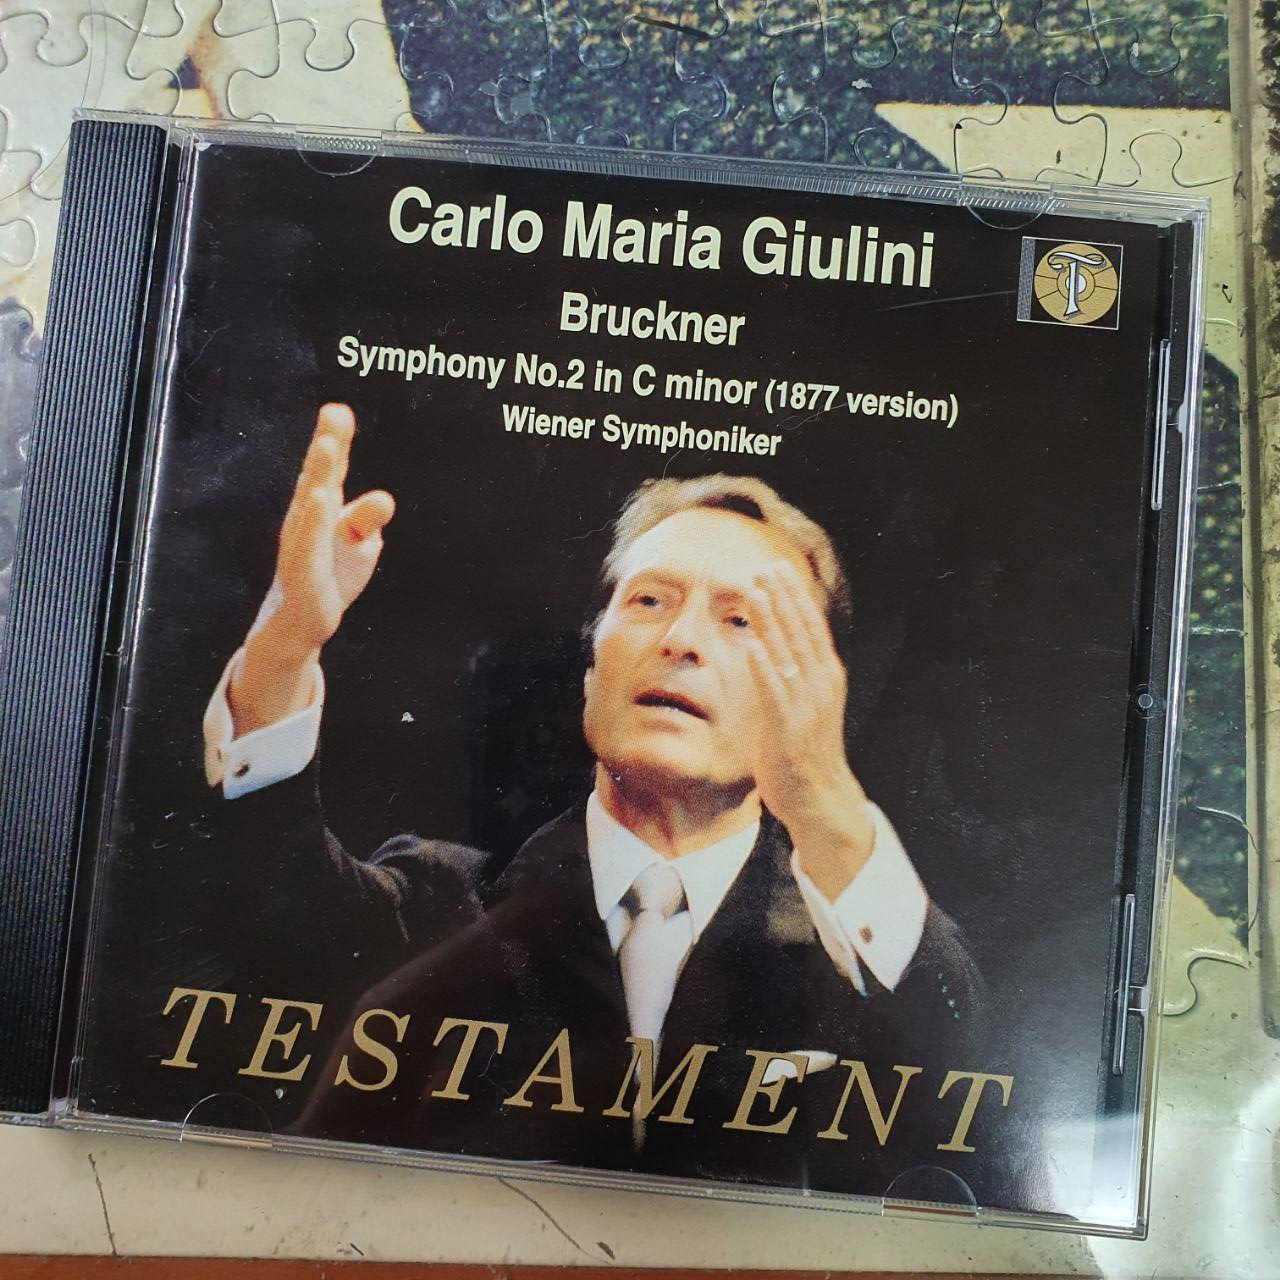 Carlo Maria Giulini
Bruckner
Symphony No.2 in C minor (1877 version)
Wiener Symphoniker
T
TESTAMENT